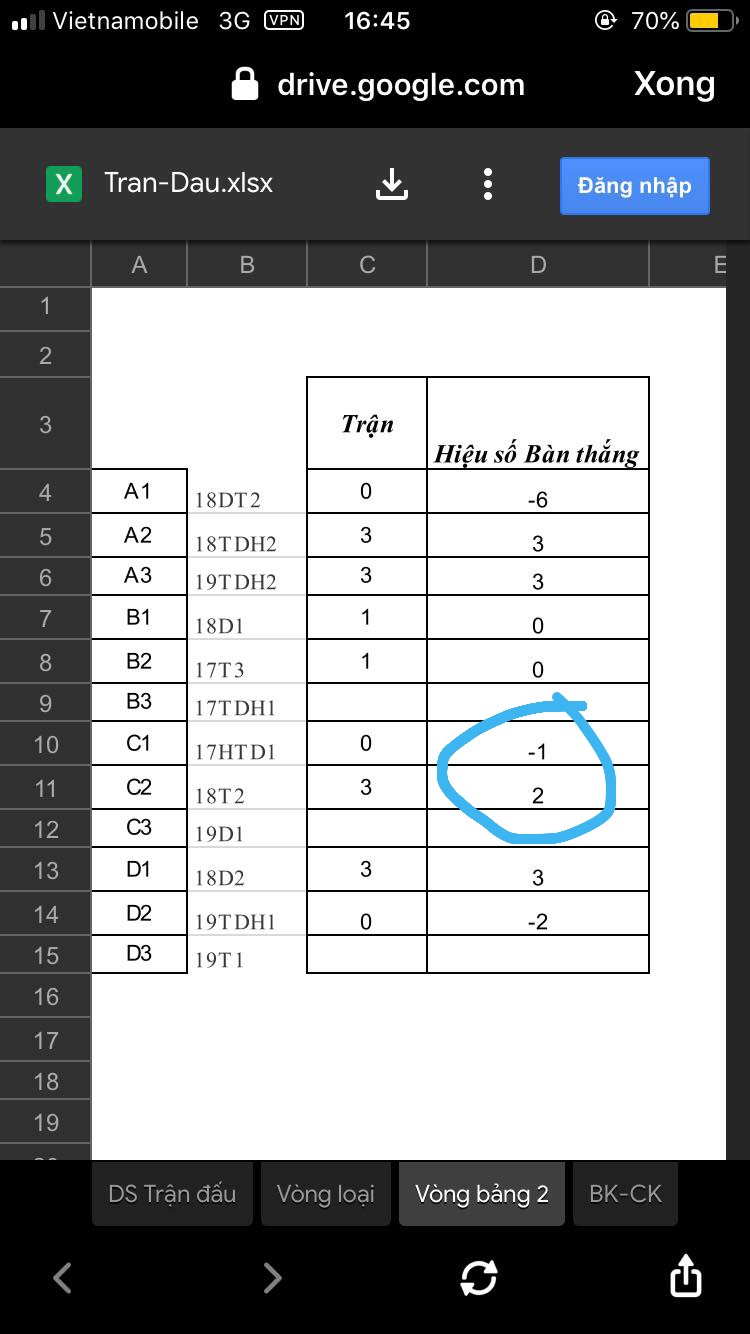 Vietnamobile 3G VPN 16:45 70%
drive.google.com Xong
X Tran-Dau.xlsx Đăng nhập
A B C D E
1
2
3 Trận Hiệu số Bàn thắng
4 A1 18DT2 0 -6
5 A2 18TDH2 3 3
6 A3 19TDH2 3 3
7 B1 18D1 1 0
8 B2 17T3 1 0
9 B3 17TDH1
10 C1 17HTD1 0 -1
11 C2 18T2 3 2
12 C3 19D1
13 D1 18D2 3 3
14 D2 19TDH1 0 -2
15 D3 19T1
16
17
18
19
DS Trận đấu Vòng loại Vòng bảng 2 BK-CK